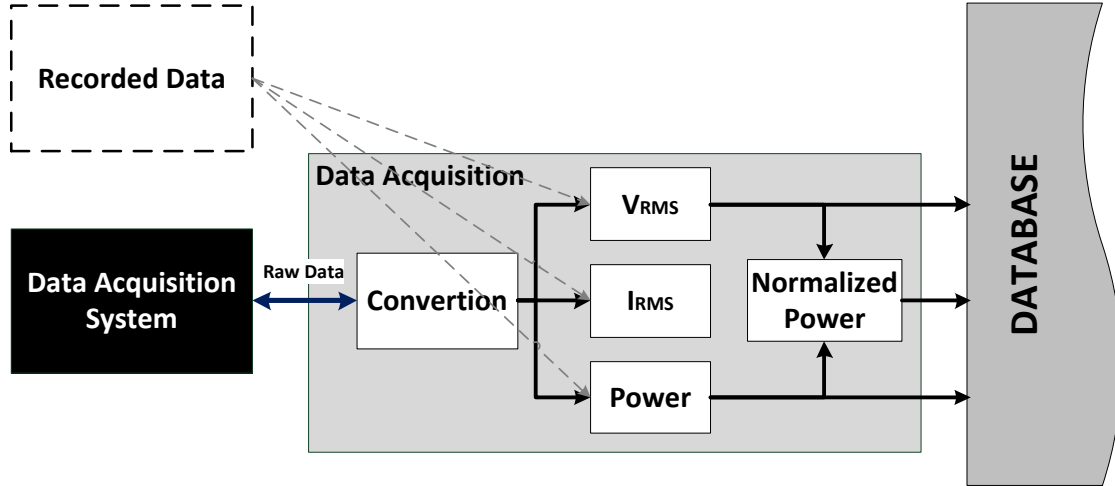 Recorded Data
Data Acquisition
VRMS
Data Acquisition
System
Raw Data
Convertion
IRMS
Normalized
Power
Power
DATABASE